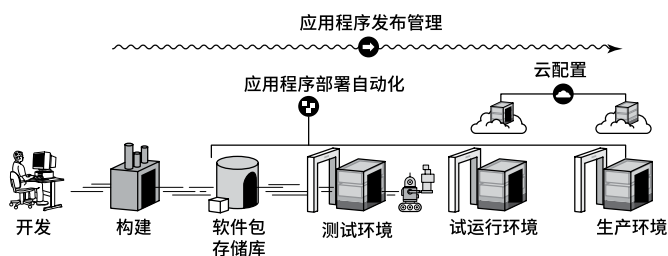 应用程序发布管理
应用程序部署自动化
云配置
开发
构建
软件包
存储库
测试环境
试运行环境
生产环境